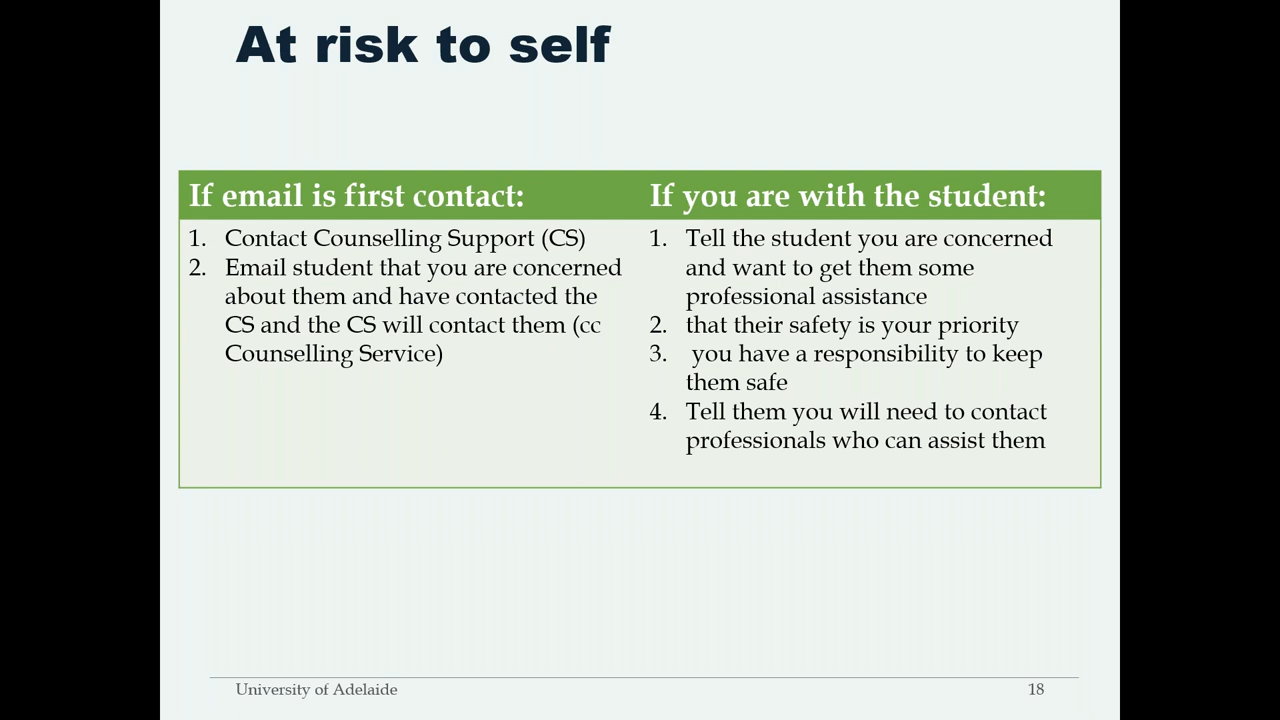 At risk to self
If email is first contact:
1. Contact Counselling Support (CS)
2. Email student that you are concerned
about them and have contacted the
CS and the CS will contact them (cc
Counselling Service)
If you are with the student:
1. Tell the student you are concerned
and want to get them some
professional assistance
2. that their safety is your priority
3. you have a responsibility to keep
them safe
4. Tell them you will need to contact
professionals who can assist them
University of Adelaide
18